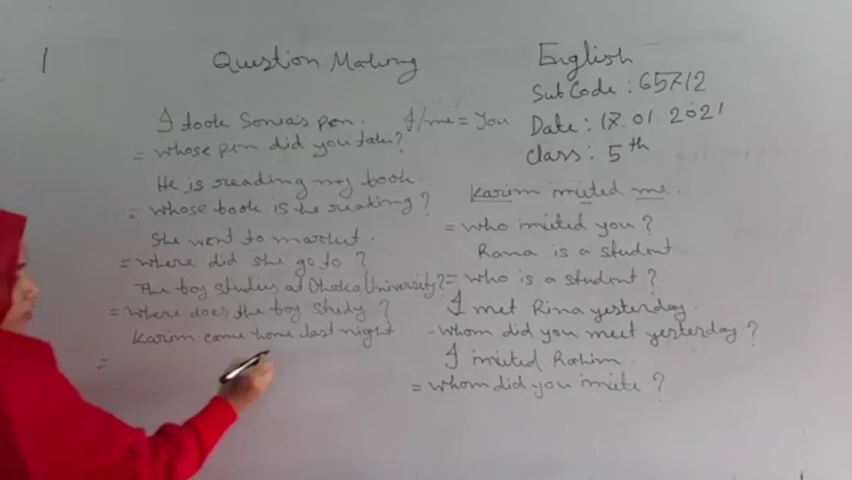 1
Question Making
English
Sub Code : 65712
Date : 17.01 2021
Class : 5th
I took Sonia's pen. I/me = You
= whose pen did you take?
He is reading my book.
= whose book is he reading?
She went to market.
= where did she go to ?
The boy studies at Dhaka University?
= where does the boy study ?
Karim came home last night.
=
Karim invited me.
= who invited you ?
Rana is a student
= who is a student ?
I met Rima yesterday.
- whom did you meet yesterday ?
I invited Rahim.
= whom did you invite ?